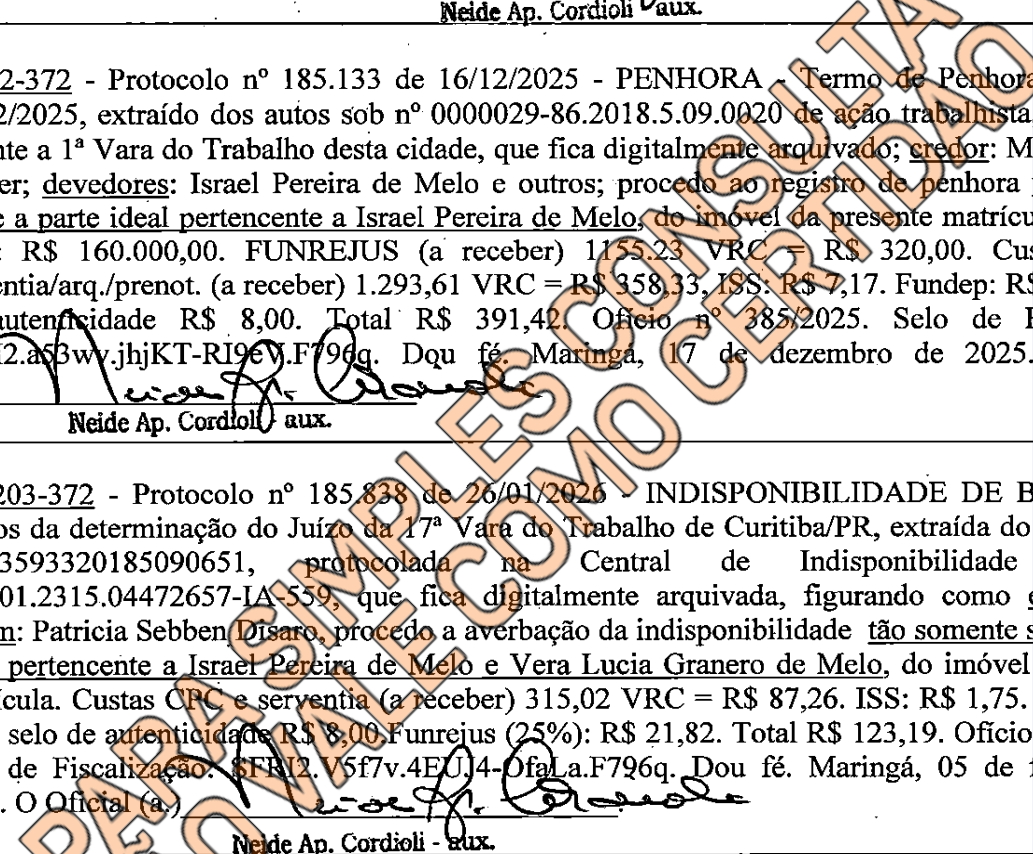 Neide Ap. Cordioli aux.
2-372 - Protocolo nº 185.133 de 16/12/2025 - PENHORA - Termo de Penhora
2/2025, extraído dos autos sob nº 0000029-86.2018.5.09.0020 de ação trabalhista,
nte a 1ª Vara do Trabalho desta cidade, que fica digitalmente arquivado; credor: M
er; devedores: Israel Pereira de Melo e outros; procedo ao registro de penhora
e a parte ideal pertencente a Israel Pereira de Melo, do imóvel da presente matrícu
: R$ 160.000,00. FUNREJUS (a receber) 1155.23 VRC = R$ 320,00. Cus
entia/arq./prenot. (a receber) 1.293,61 VRC = R$ 358,33, ISS: R$ 7,17. Fundep: R$
autenticidade R$ 8,00. Total R$ 391,42. Ofício nº 385/2025. Selo de F
I2.a53wv.jhjKT-RI9eV.F796q. Dou fé. Maringá, 17 de dezembro de 2025.
Neide Ap. Cordioli - aux.
203-372 - Protocolo nº 185.838 de 26/01/2026 - INDISPONIBILIDADE DE B
os da determinação do Juízo da 17ª Vara do Trabalho de Curitiba/PR, extraída do
3593320185090651, protocolada na Central de Indisponibilidade
01.2315.04472657-IA-559, que fica digitalmente arquivada, figurando como e
m: Patricia Sebben Disaro, procedo a averbação da indisponibilidade tão somente s
pertencente a Israel Pereira de Melo e Vera Lucia Granero de Melo, do imóvel
ícula. Custas CPC e serventia (a receber) 315,02 VRC = R$ 87,26. ISS: R$ 1,75.
selo de autenticidade R$ 8,00 Funrejus (25%): R$ 21,82. Total R$ 123,19. Ofício
de Fiscalização: SFRI2.V5f7v.4EUJ4-OfaLa.F796q. Dou fé. Maringá, 05 de f
. O Oficial (a.)
Neide Ap. Cordioli - aux.
PARA SIMPLES CONSULTA
O VALE COMO CERTIDÃO